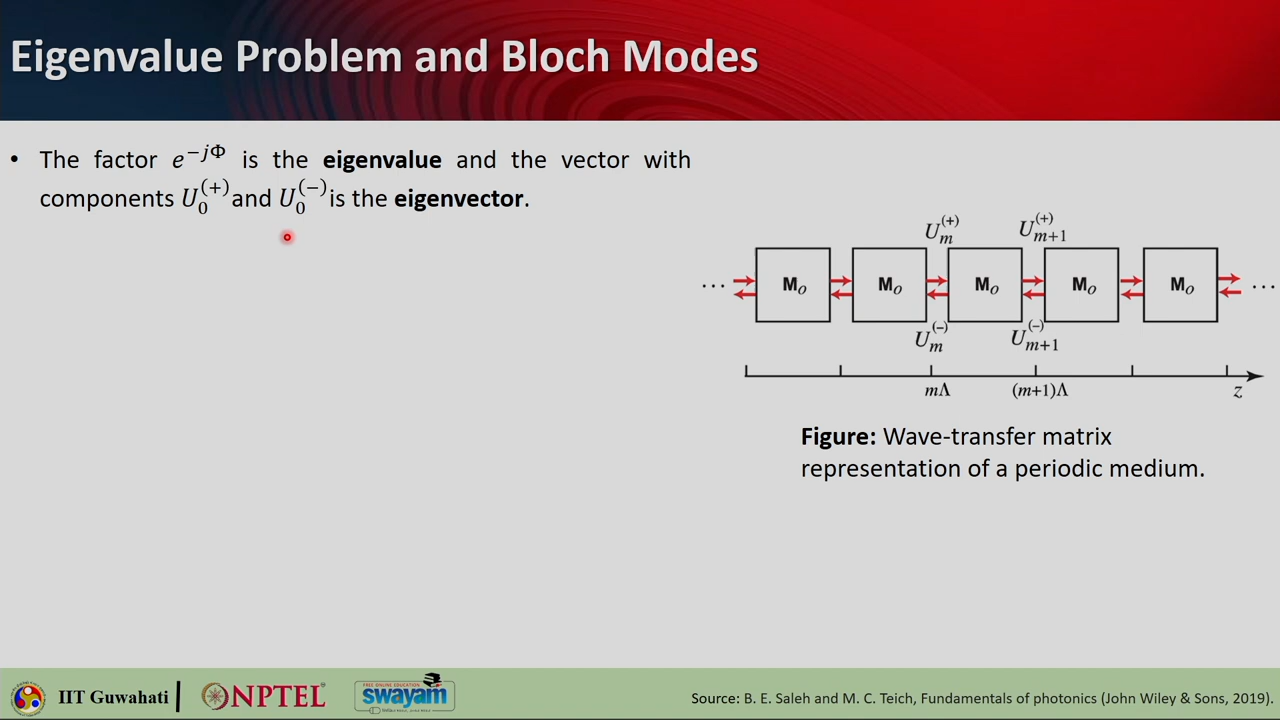 Eigenvalue Problem and Bloch Modes
• The factor e^{-jΦ} is the eigenvalue and the vector with
components U_0^{(+)} and U_0^{(-)} is the eigenvector.
U_m^{(+)} U_{m+1}^{(+)}
... M_o M_o M_o M_o M_o ...
U_m^{(-)} U_{m+1}^{(-)}
mΛ (m+1)Λ z
Figure: Wave-transfer matrix
representation of a periodic medium.
IIT Guwahati | NPTEL FREE ONLINE EDUCATION
swayam
Source: B. E. Saleh and M. C. Teich, Fundamentals of photonics.(John Wiley & Sons, 2019).